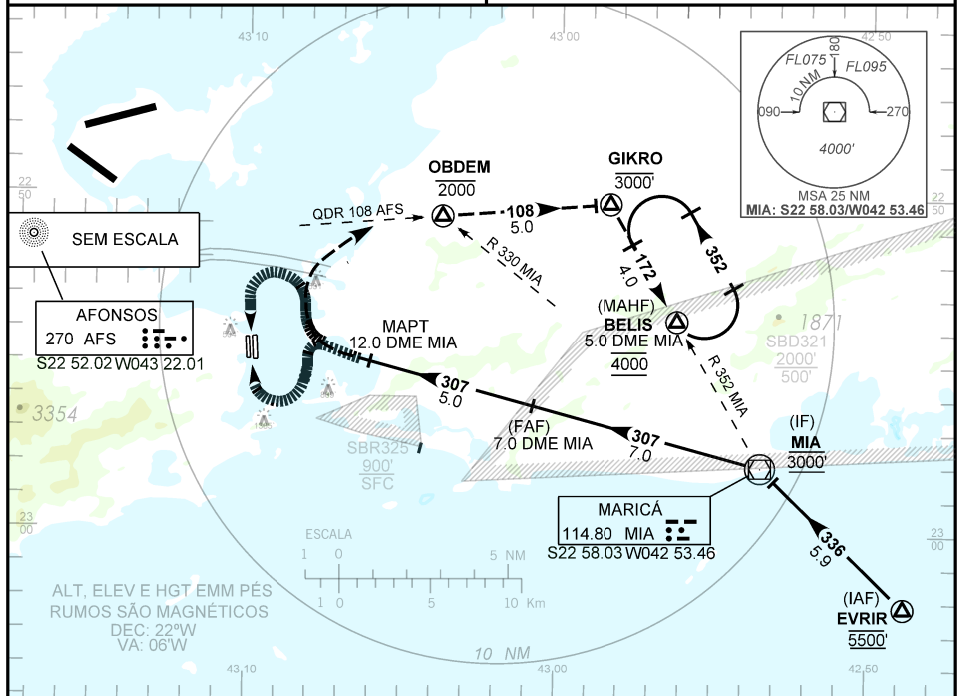 43 10
43 00
42 50
FL075
180
FL095
10 NM
090
270
4000'
MSA 25 NM
MIA: S22 58.03/W042 53.46
22
50
22
50
OBDEM
2000
GIKRO
3000'
QDR 108 AFS
108
5.0
R 330 MIA
172
4.0
352
SEM ESCALA
AFONSOS
270 AFS
S22 52.02 W043 22.01
MAPT
12.0 DME MIA
(MAHF)
BELIS
5.0 DME MIA
4000
1871
SBD321
2000'
500'
R 352 MIA
307
5.0
(FAF)
7.0 DME MIA
307
7.0
(IF)
MIA
3000'
3354
SBR325
900'
SFC
MARICÁ
114.80 MIA
S22 58.03 W042 53.46
336
5.9
(IAF)
EVRIR
5500'
23
00
23
00
ESCALA
1 0 5 NM
1 0 5 10 Km
ALT, ELEV E HGT EMM PÉS
RUMOS SÃO MAGNÉTICOS
DEC: 22ºW
VA: 06'W
10 NM
43,10
43,00
42,50